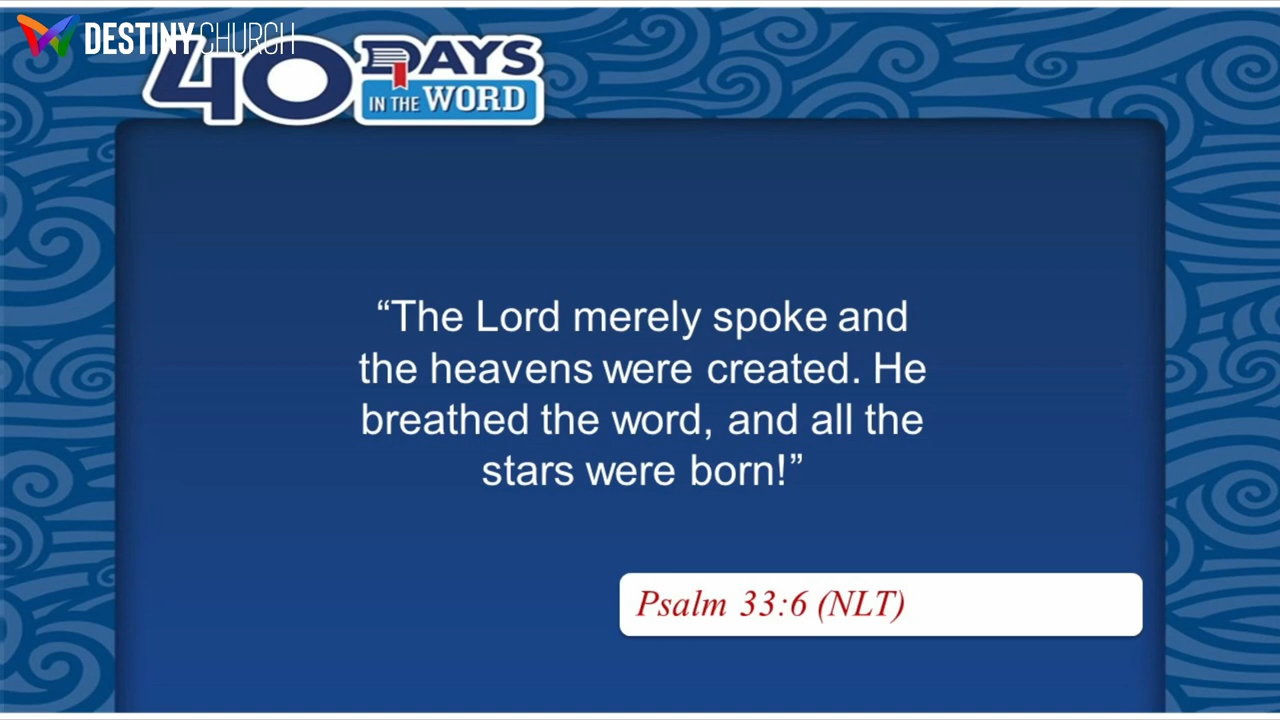 DESTINY CHURCH
40 DAYS
IN THE WORD
“The Lord merely spoke and
the heavens were created. He
breathed the word, and all the
stars were born!”
Psalm 33:6 (NLT)